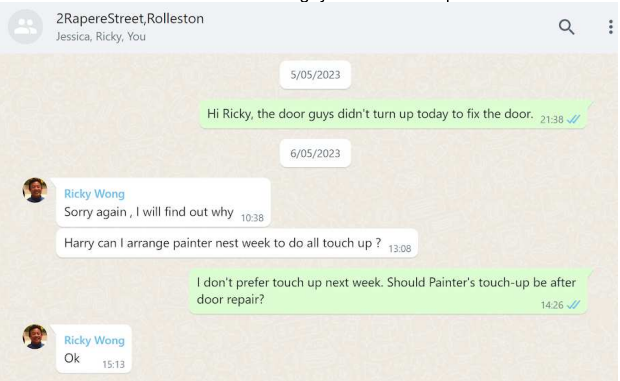 2RapereStreet,Rolleston
Jessica, Ricky, You
5/05/2023
Hi Ricky, the door guys didn't turn up today to fix the door. 21:38
6/05/2023
Ricky Wong
Sorry again , I will find out why 10:38
Harry can I arrange painter nest week to do all touch up ? 13:08
I don't prefer touch up next week. Should Painter's touch-up be after
door repair? 14:26
Ricky Wong
Ok 15:13